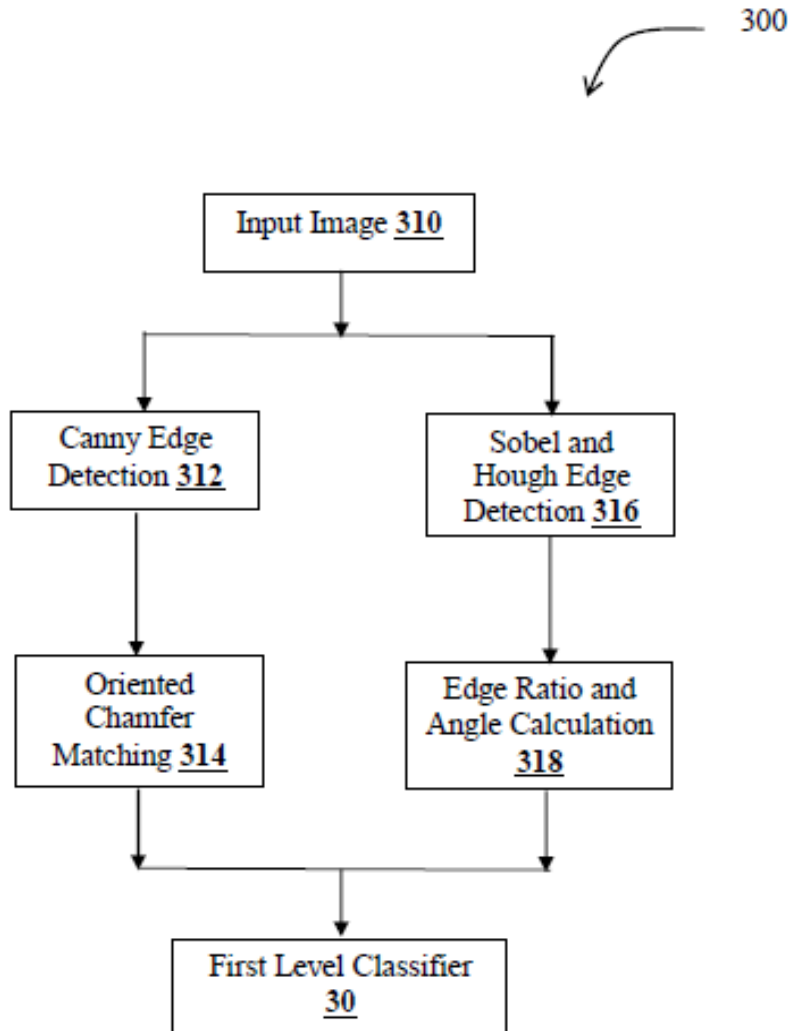 300
Input Image 310
Canny Edge
Detection 312
Sobel and
Hough Edge
Detection 316
Oriented
Chamfer
Matching 314
Edge Ratio and
Angle Calculation
318
First Level Classifier
30